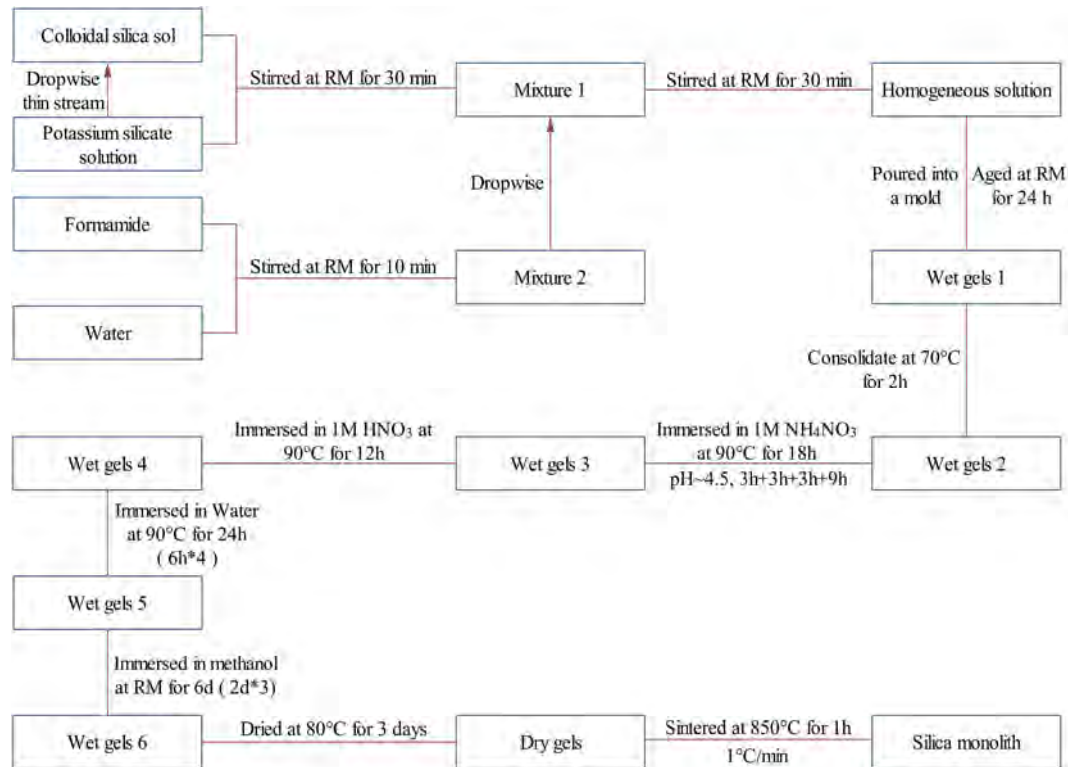 Colloidal silica sol
Dropwise
thin stream
Potassium silicate
solution
Stirred at RM for 30 min
Mixture 1
Stirred at RM for 30 min
Homogeneous solution
Formamide
Water
Stirred at RM for 10 min
Dropwise
Mixture 2
Poured into
a mold
Aged at RM
for 24 h
Wet gels 1
Consolidate at 70°C
for 2h
Wet gels 2
Immersed in 1M NH₄NO₃
at 90°C for 18h
pH~4.5, 3h+3h+3h+9h
Wet gels 3
Immersed in 1M HNO₃ at
90°C for 12h
Wet gels 4
Immersed in Water
at 90°C for 24h
( 6h*4 )
Wet gels 5
Immersed in methanol
at RM for 6d ( 2d*3)
Wet gels 6
Dried at 80°C for 3 days
Dry gels
Sintered at 850°C for 1h
1°C/min
Silica monolith